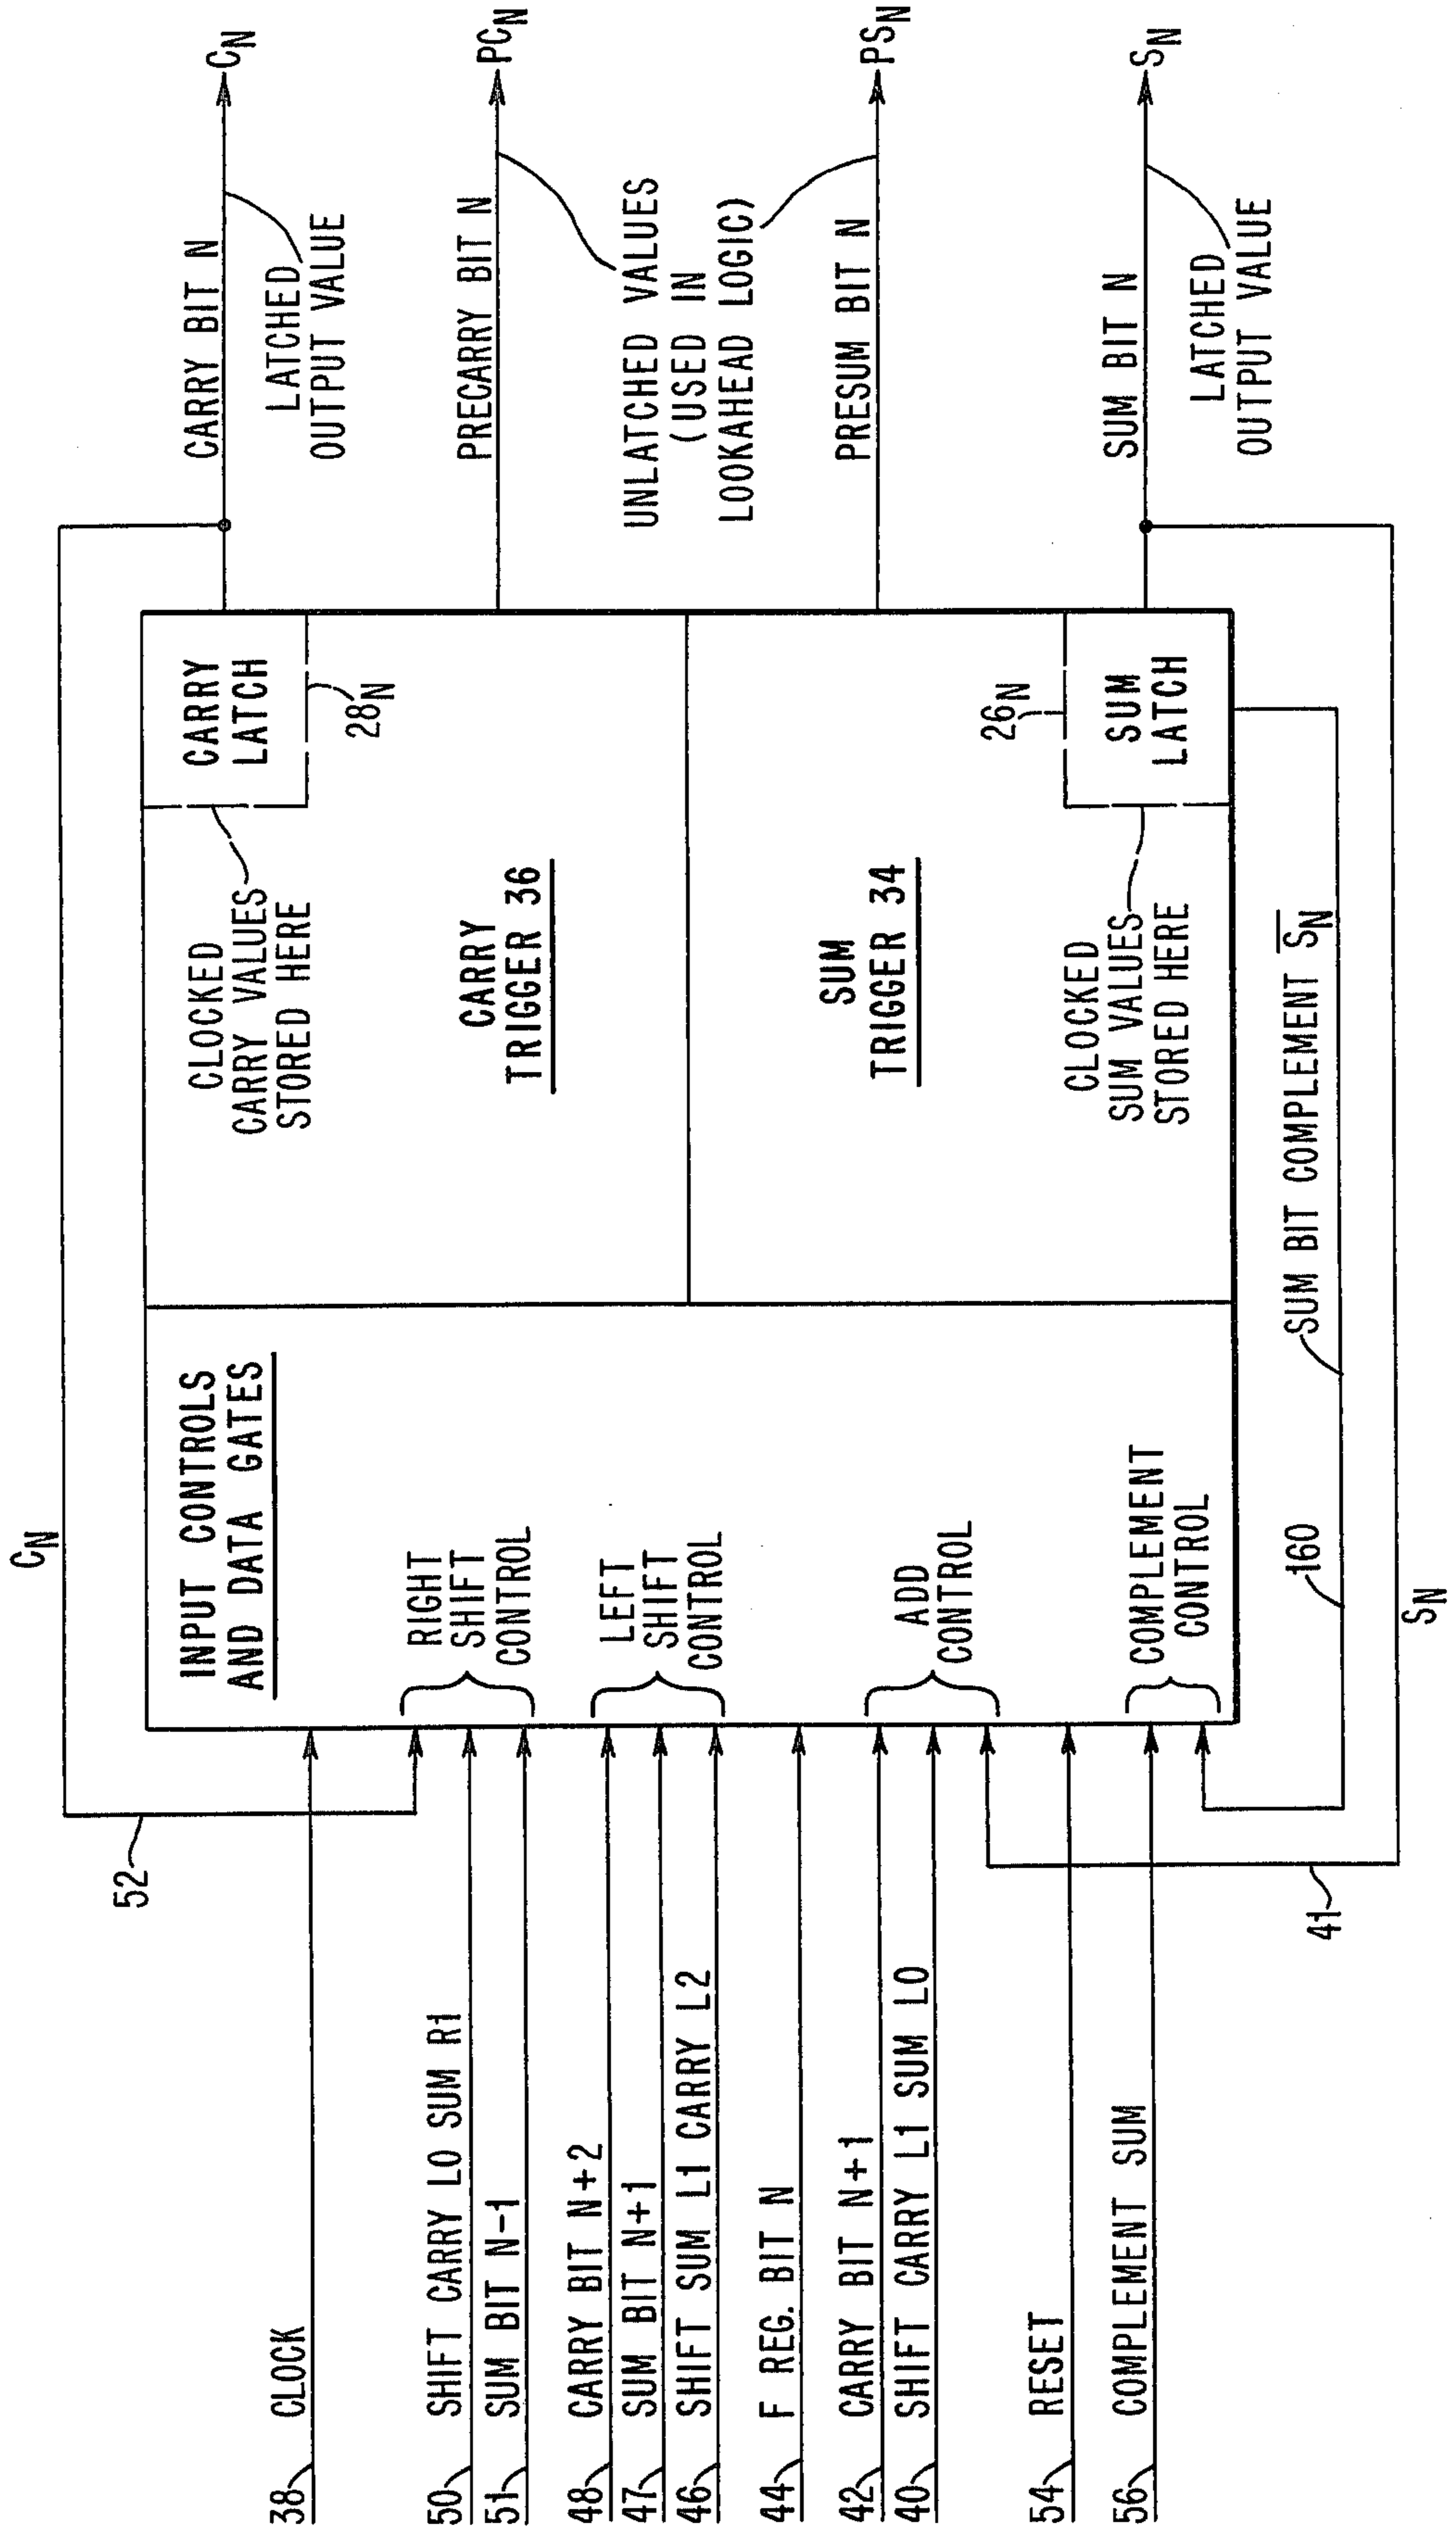 38 CLOCK
50 SHIFT CARRY L0 SUM R1
51 SUM BIT N-1
48 CARRY BIT N+2
47 SUM BIT N+1
46 SHIFT SUM L1 CARRY L2
44 F REG. BIT N
42 CARRY BIT N+1
40 SHIFT CARRY L1 SUM L0
54 RESET
56 COMPLEMENT SUM
52
41
C_N
INPUT CONTROLS
AND DATA GATES
RIGHT
SHIFT
CONTROL
LEFT
SHIFT
CONTROL
ADD
CONTROL
COMPLEMENT
CONTROL
160
SUM BIT COMPLEMENT S̅_N
S_N
CLOCKED
CARRY VALUES
STORED HERE
CARRY
TRIGGER 36
SUM
TRIGGER 34
CLOCKED
SUM VALUES
STORED HERE
CARRY
LATCH
28_N
26_N
SUM
LATCH
CARRY BIT N
C_N
LATCHED
OUTPUT VALUE
PRECARRY BIT N
PC_N
UNLATCHED VALUES
(USED IN
LOOKAHEAD LOGIC)
PRESUM BIT N
PS_N
SUM BIT N
S_N
LATCHED
OUTPUT VALUE